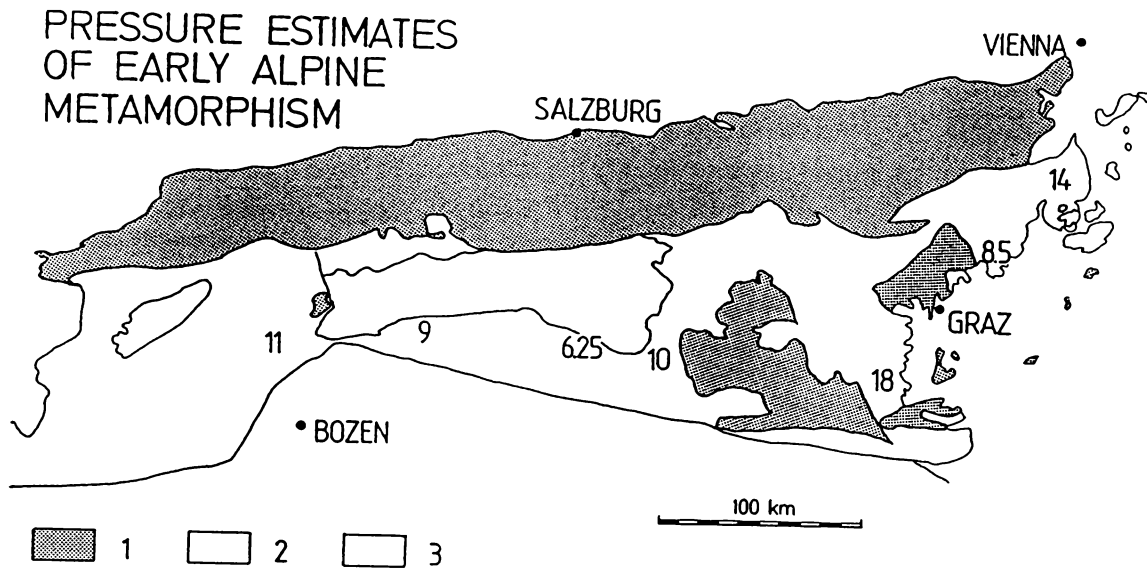 PRESSURE ESTIMATES
OF EARLY ALPINE
METAMORPHISM
VIENNA
SALZBURG
14
8.5
GRAZ
11
9
6.25
10
18
BOZEN
100 km
1
2
3